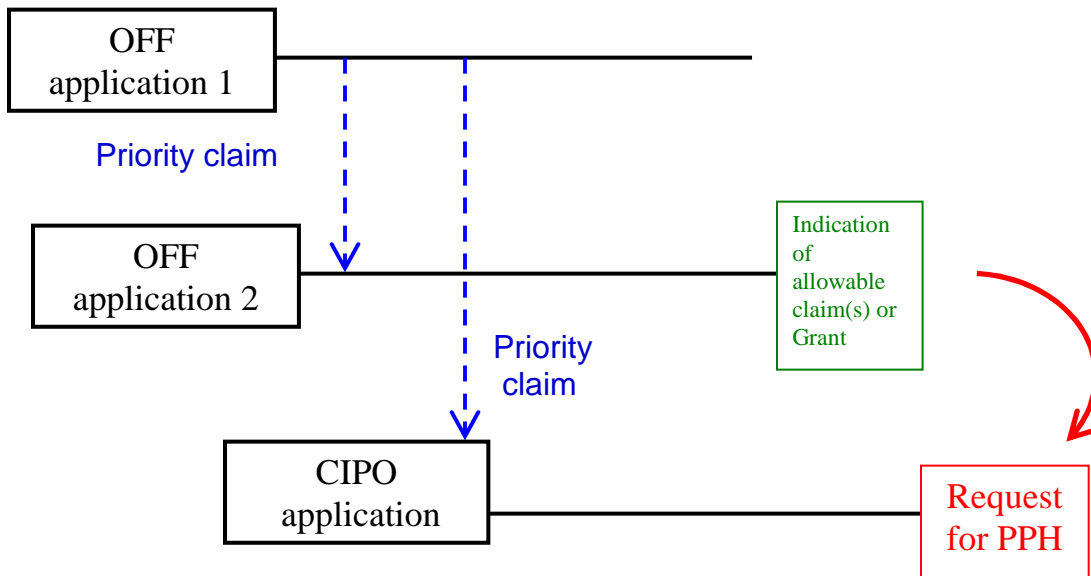 OFF
application 1
Priority claim
OFF
application 2
Indication
of
allowable
claim(s) or
Grant
Priority
claim
CIPO
application
Request
for PPH